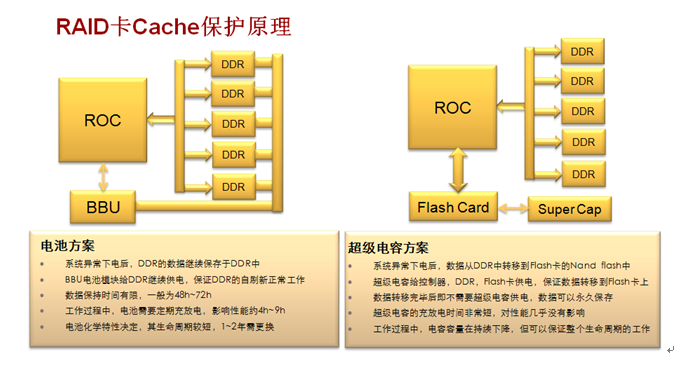 RAID卡Cache保护原理
ROC
DDR
DDR
DDR
DDR
DDR
BBU
ROC
DDR
DDR
DDR
DDR
DDR
Flash Card
Super Cap
电池方案
• 系统异常下电后，DDR的数据继续保存于DDR中
• BBU电池模块给DDR继续供电，保证DDR的自刷新正常工作
• 数据保持时间有限，一般为48h~72h
• 工作过程中，电池需要定期充放电，影响性能约4h~9h
• 电池化学特性决定，其生命周期较短，1~2年需更换
超级电容方案
• 系统异常下电后，数据从DDR中转移到Flash卡的Nand flash中
• 超级电容给控制器，DDR，Flash卡供电，保证数据转移到Flash卡上
• 数据转移完毕后即不需要超级电容供电，数据可以永久保存
• 超级电容的充放电时间非常短，对性能几乎没有影响
• 工作过程中，电容容量在持续下降，但可以保证整个生命周期的工作